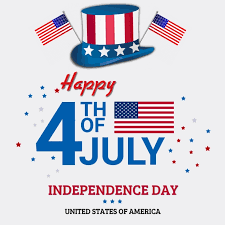 Happy
4TH
OF
JULY
INDEPENDENCE DAY
UNITED STATES OF AMERICA